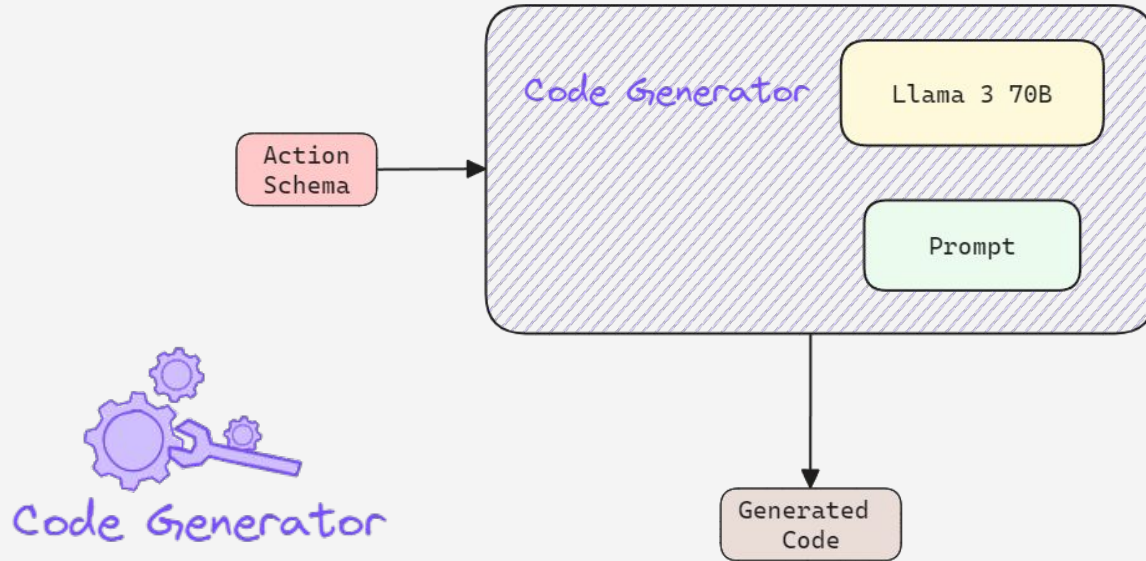 Code Generator
Llama 3 70B
Action
Schema
Prompt
Code Generator
Generated
Code